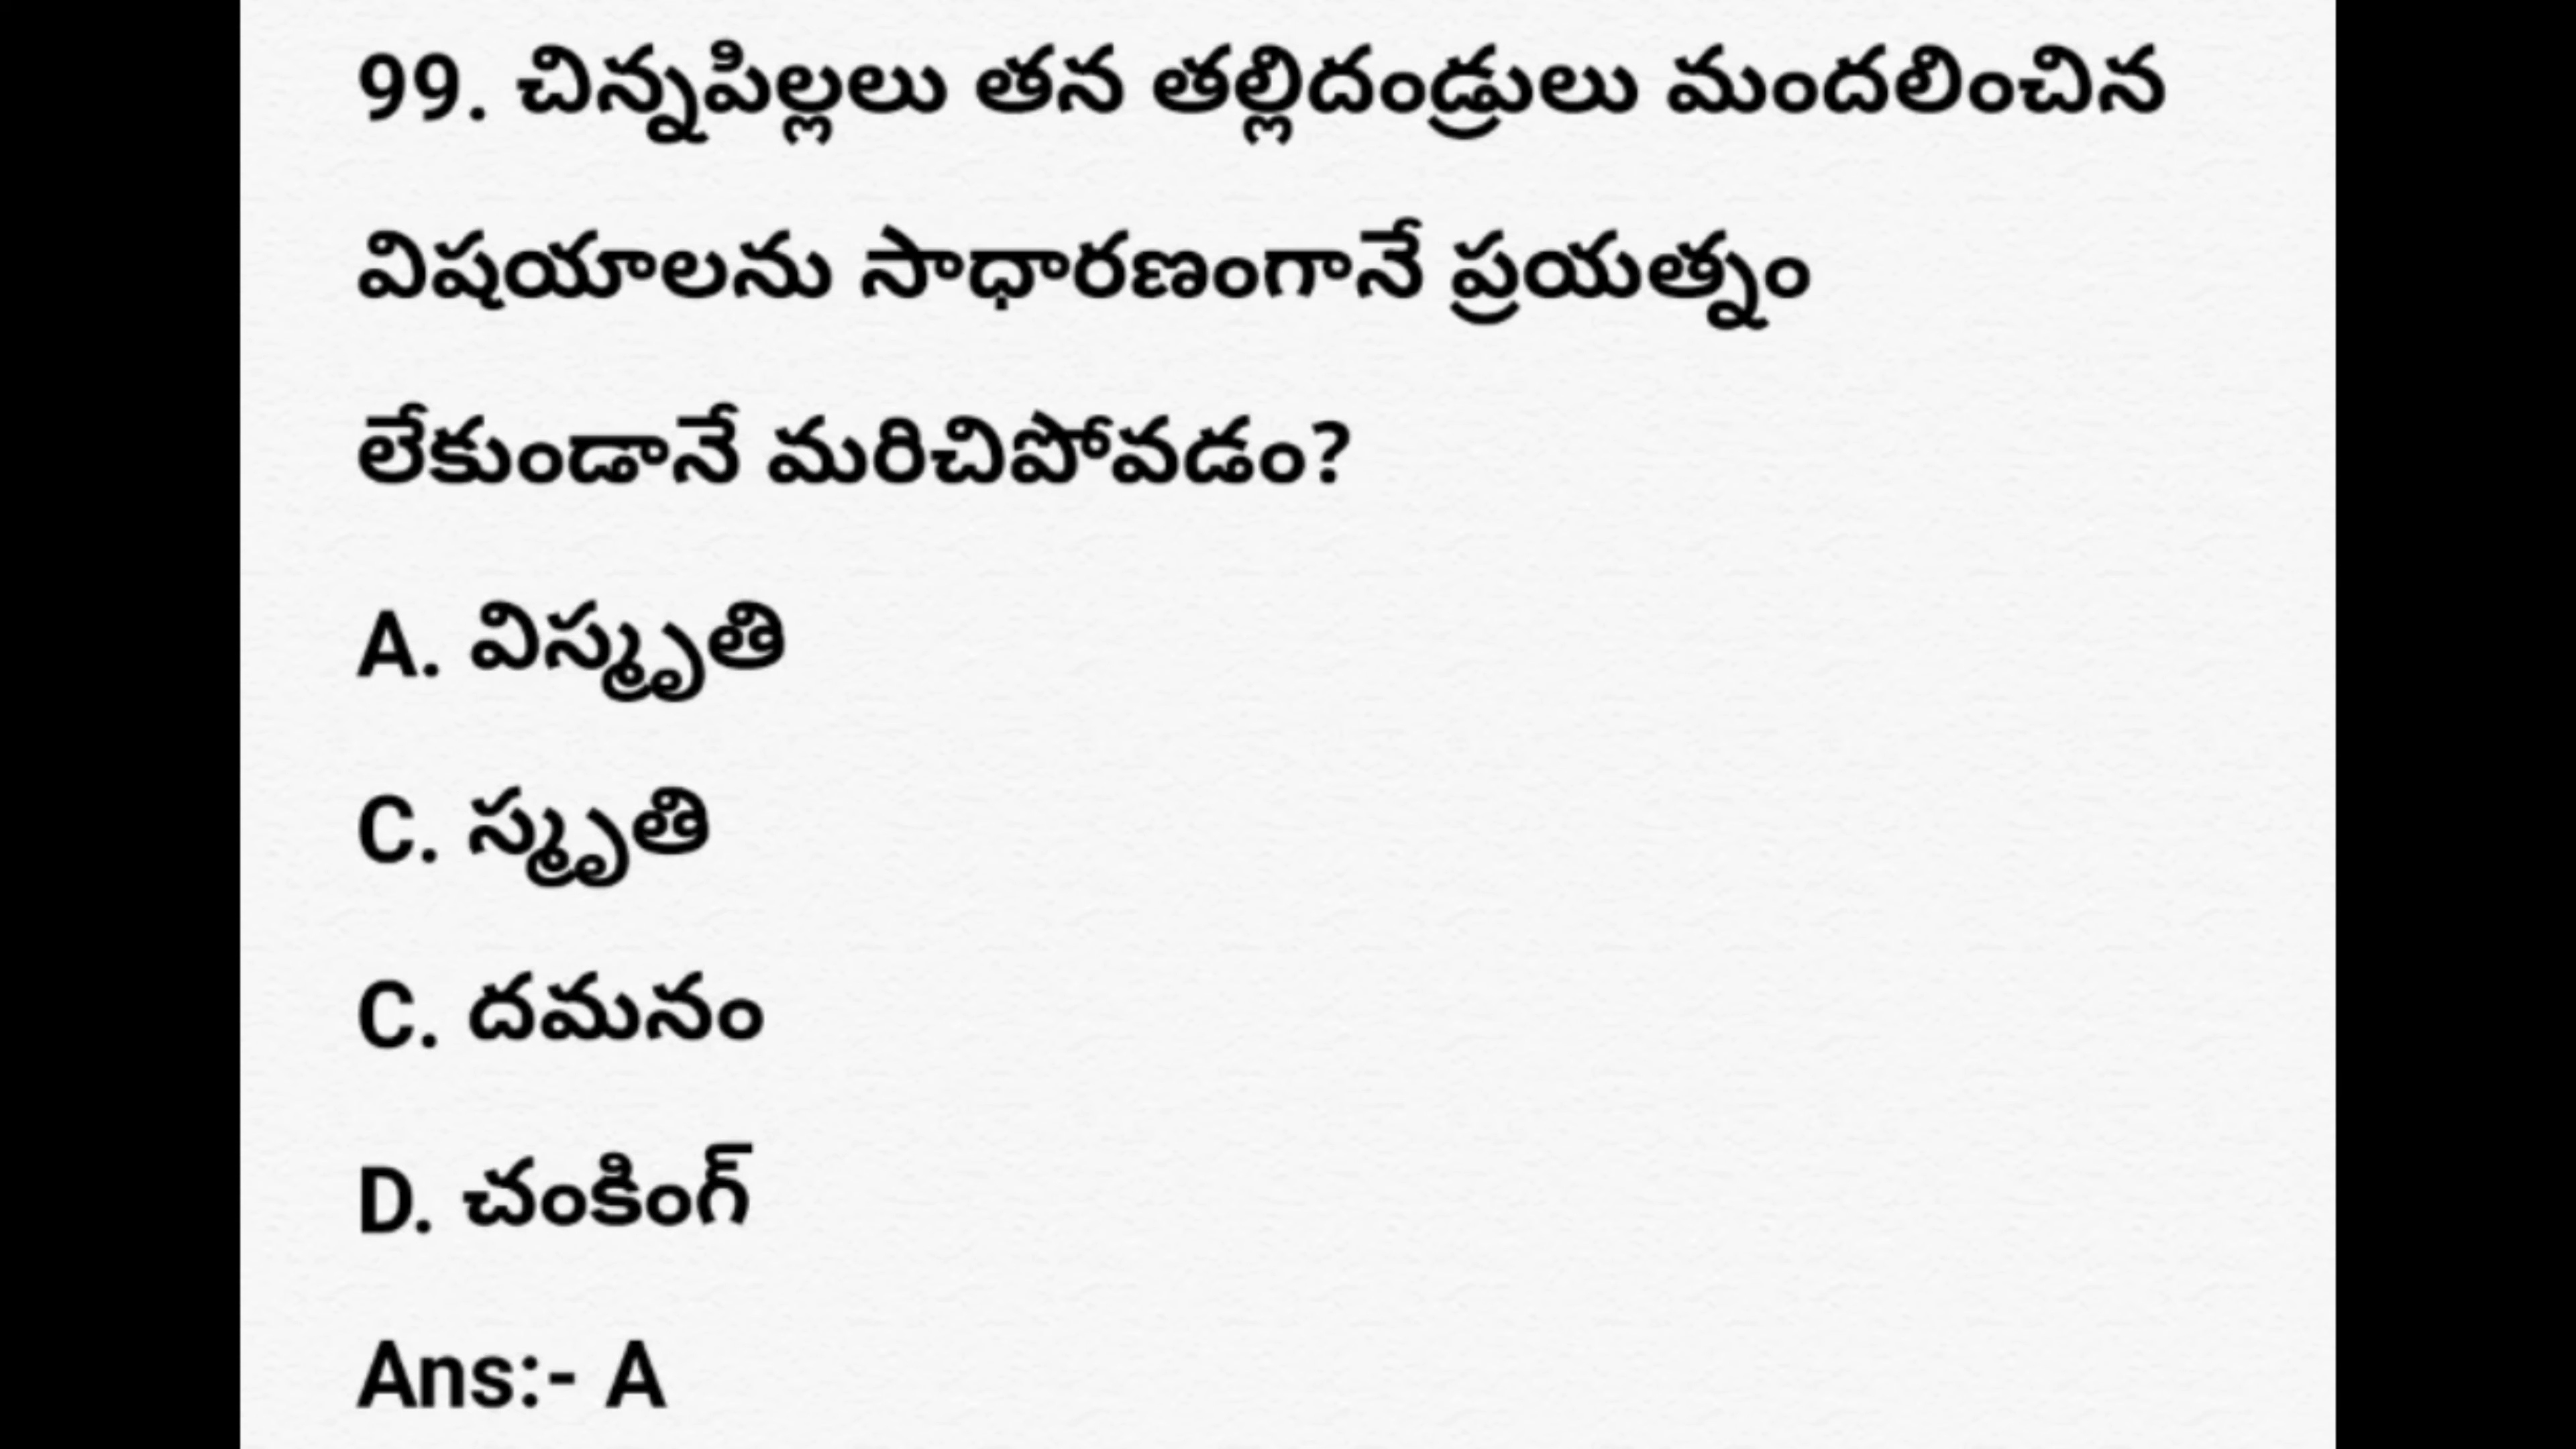 99. చిన్నపిల్లలు తన తల్లిదండ్రులు మందలించిన
విషయాలను సాధారణంగానే ప్రయత్నం
లేకుండానే మరిచిపోవడం?
A. విస్మృతి
C. స్మృతి
C. దమనం
D. చంకింగ్
Ans:- A